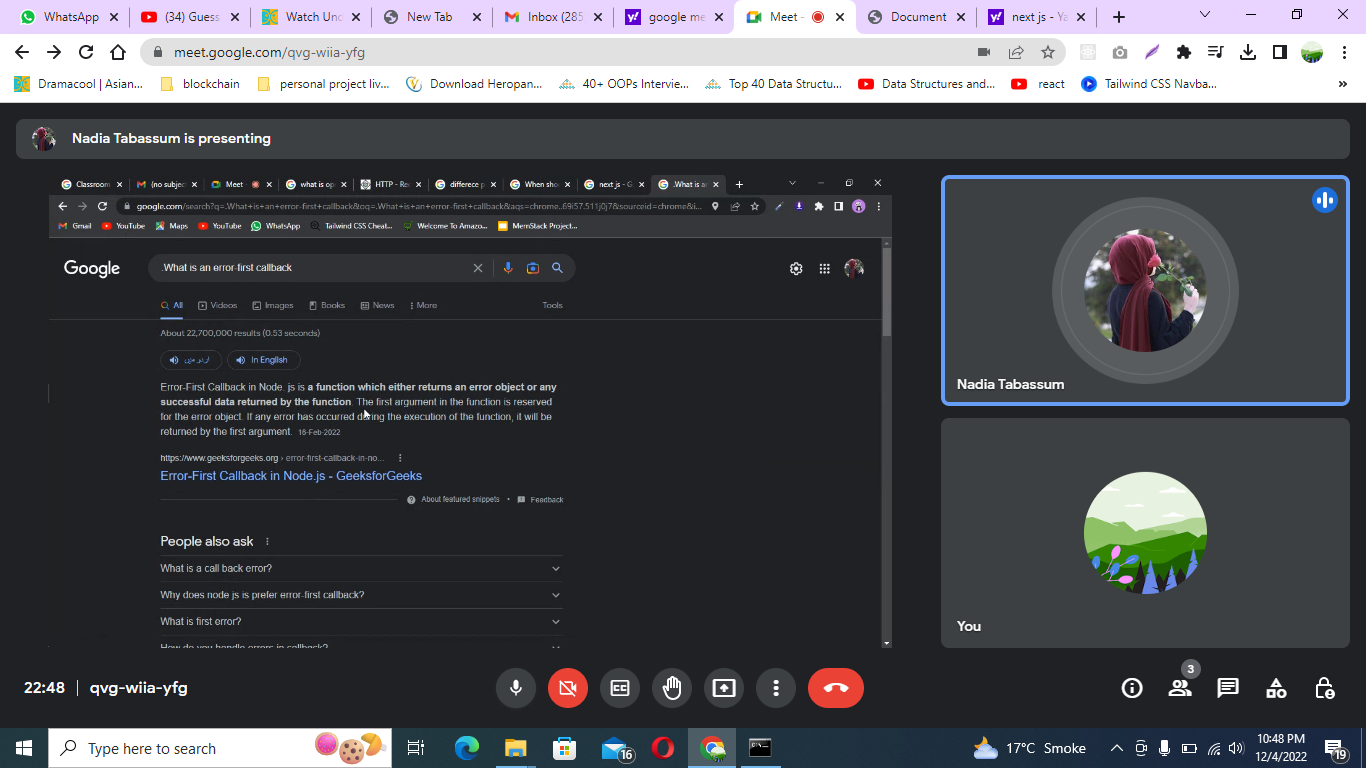 WhatsApp
(34) Guess
Watch Unc
New Tab
Inbox (285
google me
Meet -
Document
next js - Ya
meet.google.com/qvg-wiia-yfg
Dramacool | Asian...
blockchain
personal project liv...
Download Heropan...
40+ OOPs Intervie...
Top 40 Data Structu...
Data Structures and...
react
Tailwind CSS Navba...
»
Nadia Tabassum is presenting
Classroom
(no subjec
Meet -
what is op
HTTP - Re
differece p
When sho
next js - G
.What is a
google.com/search?q=.What+is+an+error-first+callback&oq=.What+is+an+error-first+callback&aqs=chrome..69i57.511j0j7&sourceid=chrome&i...
Gmail
YouTube
Maps
YouTube
WhatsApp
Tailwind CSS Cheat...
Welcome To Amazo...
MernStack Project...
Google
.What is an error-first callback
All
Videos
Images
Books
News
More
Tools
About 22,700,000 results (0.53 seconds)
اردو میں
In English
Error-First Callback in Node. js is a function which either returns an error object or any
successful data returned by the function. The first argument in the function is reserved
for the error object. If any error has occurred during the execution of the function, it will be
returned by the first argument. 16-Feb-2022
https://www.geeksforgeeks.org › error-first-callback-in-no...
Error-First Callback in Node.js - GeeksforGeeks
About featured snippets • Feedback
People also ask
What is a call back error?
Why does node js is prefer error-first callback?
What is first error?
How do you handle errors in callback?
Nadia Tabassum
You
22:48 | qvg-wiia-yfg
3
Type here to search
16
17°C Smoke
10:48 PM
12/4/2022
19